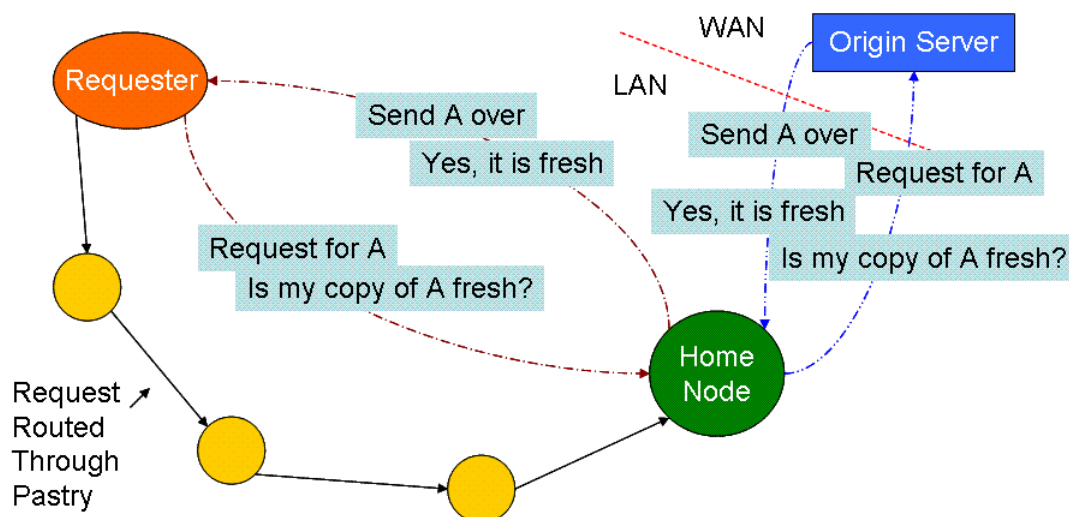 WAN
Origin Server
Requester
LAN
Send A over
Yes, it is fresh
Send A over
Request for A
Yes, it is fresh
Is my copy of A fresh?
Request for A
Is my copy of A fresh?
Home
Node
Request
Routed
Through
Pastry